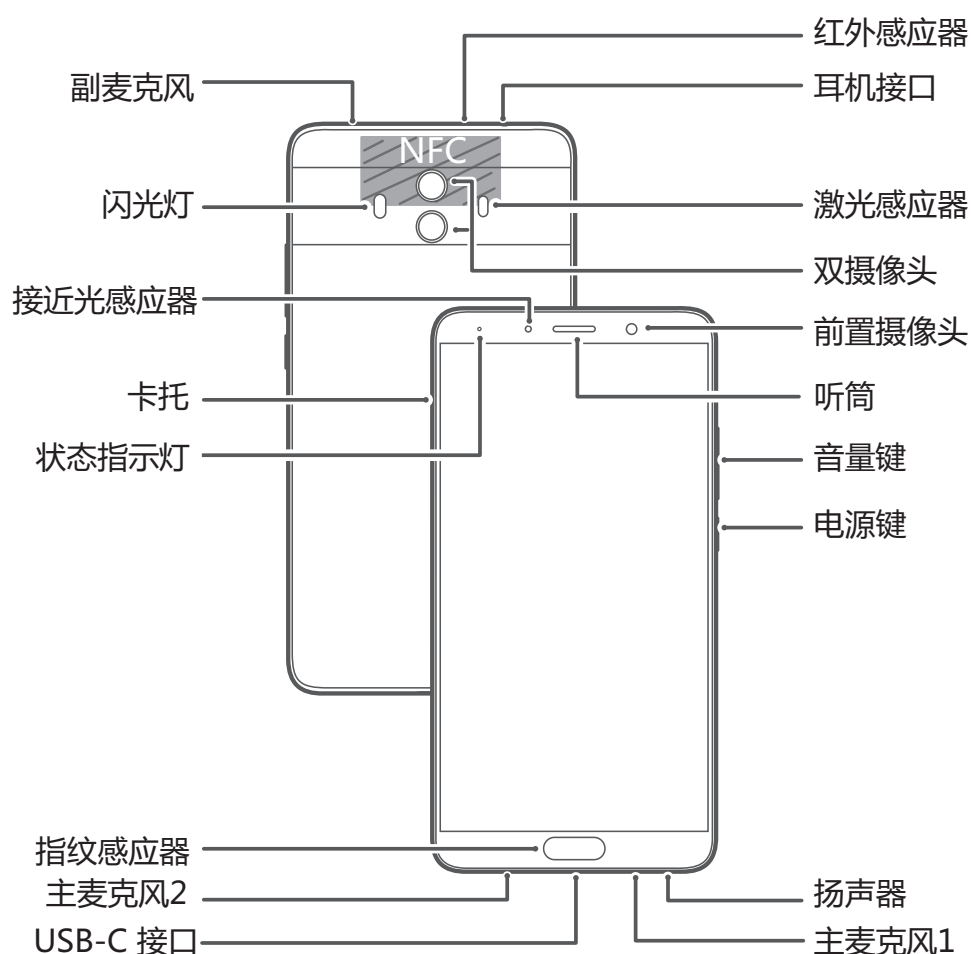 红外感应器
副麦克风
耳机接口
NFC
闪光灯
激光感应器
双摄像头
接近光感应器
前置摄像头
卡托
听筒
状态指示灯
音量键
电源键
指纹感应器
主麦克风2
扬声器
USB-C 接口
主麦克风1